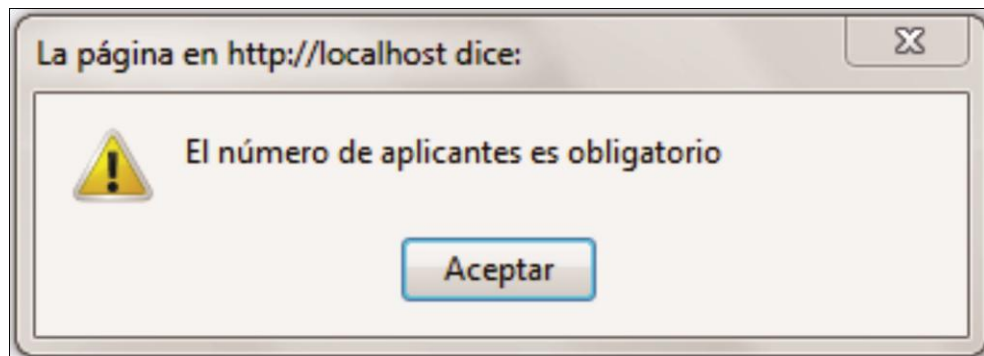 La página en http://localhost dice:
El número de aplicantes es obligatorio
Aceptar